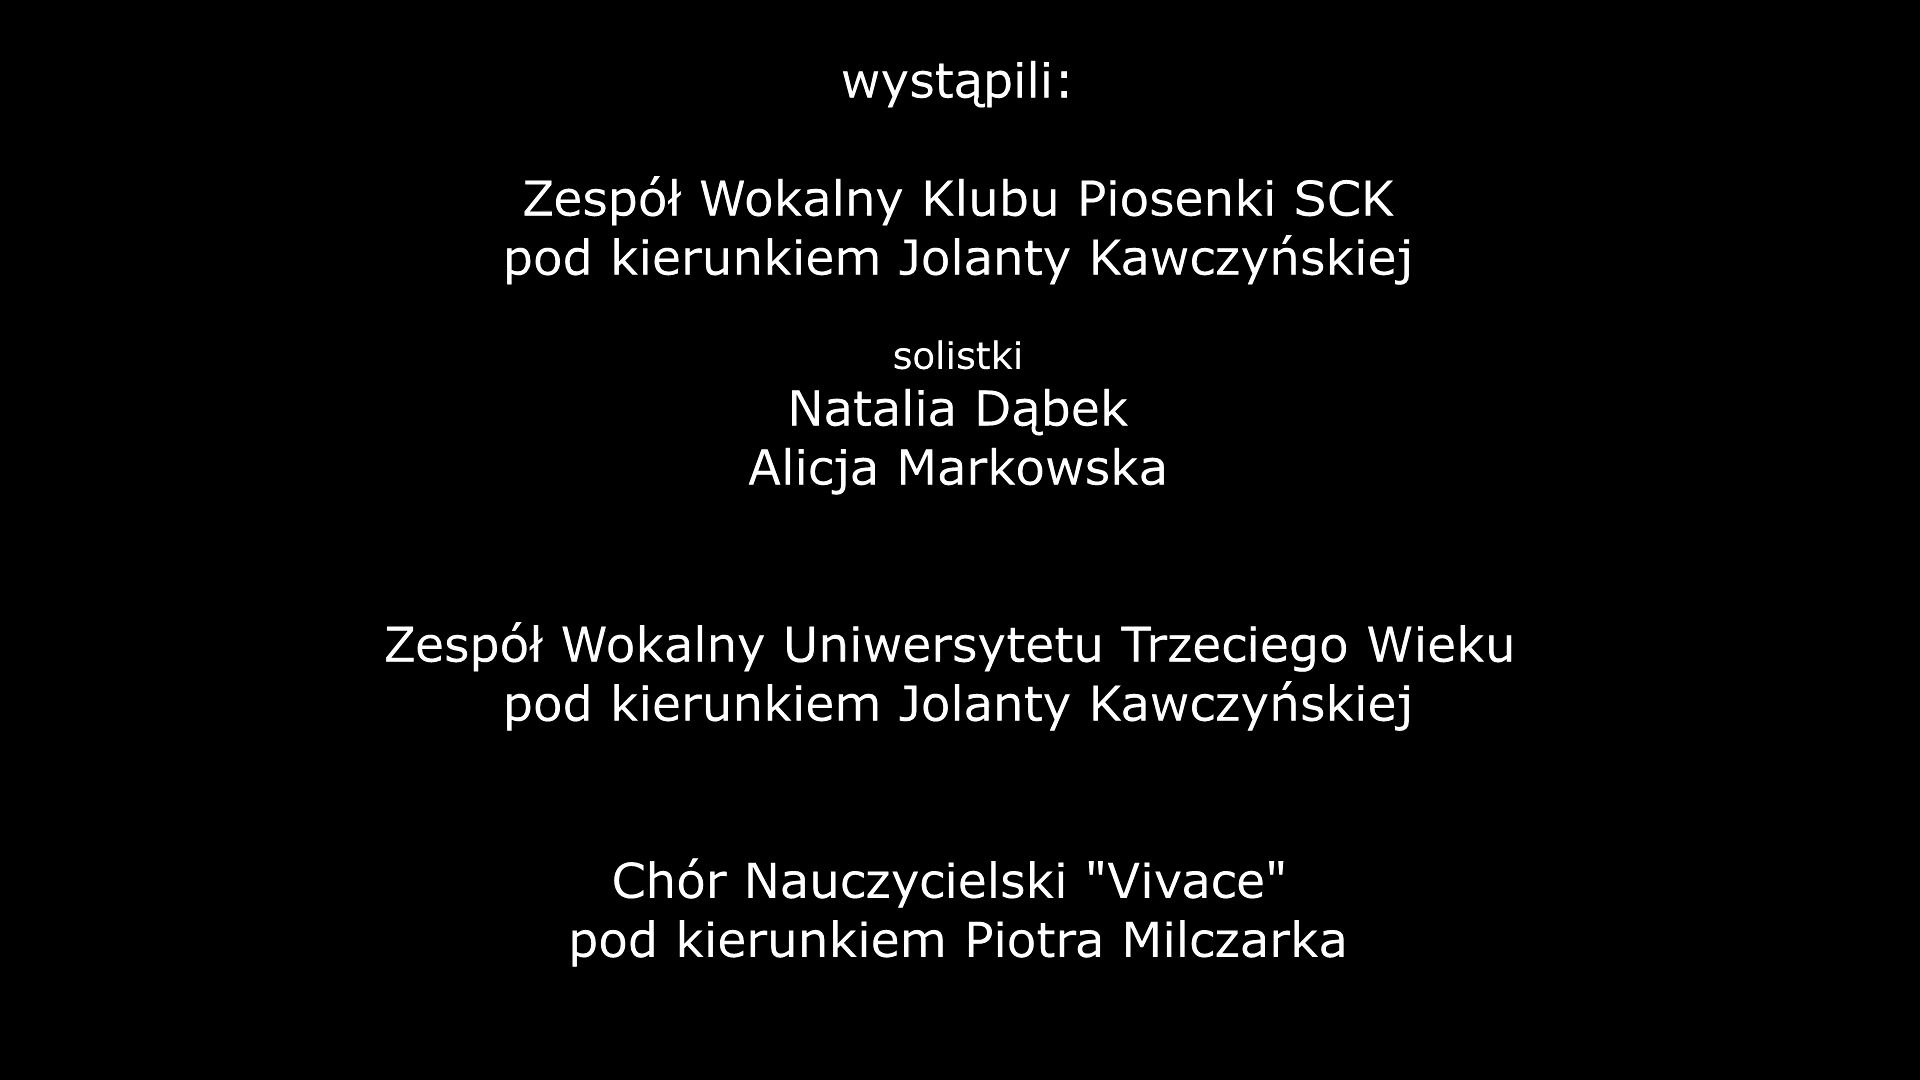 wystąpili:
Zespół Wokalny Klubu Piosenki SCK
pod kierunkiem Jolanty Kawczyńskiej
solistki
Natalia Dąbek
Alicja Markowska
Zespół Wokalny Uniwersytetu Trzeciego Wieku
pod kierunkiem Jolanty Kawczyńskiej
Chór Nauczycielski "Vivace"
pod kierunkiem Piotra Milczarka